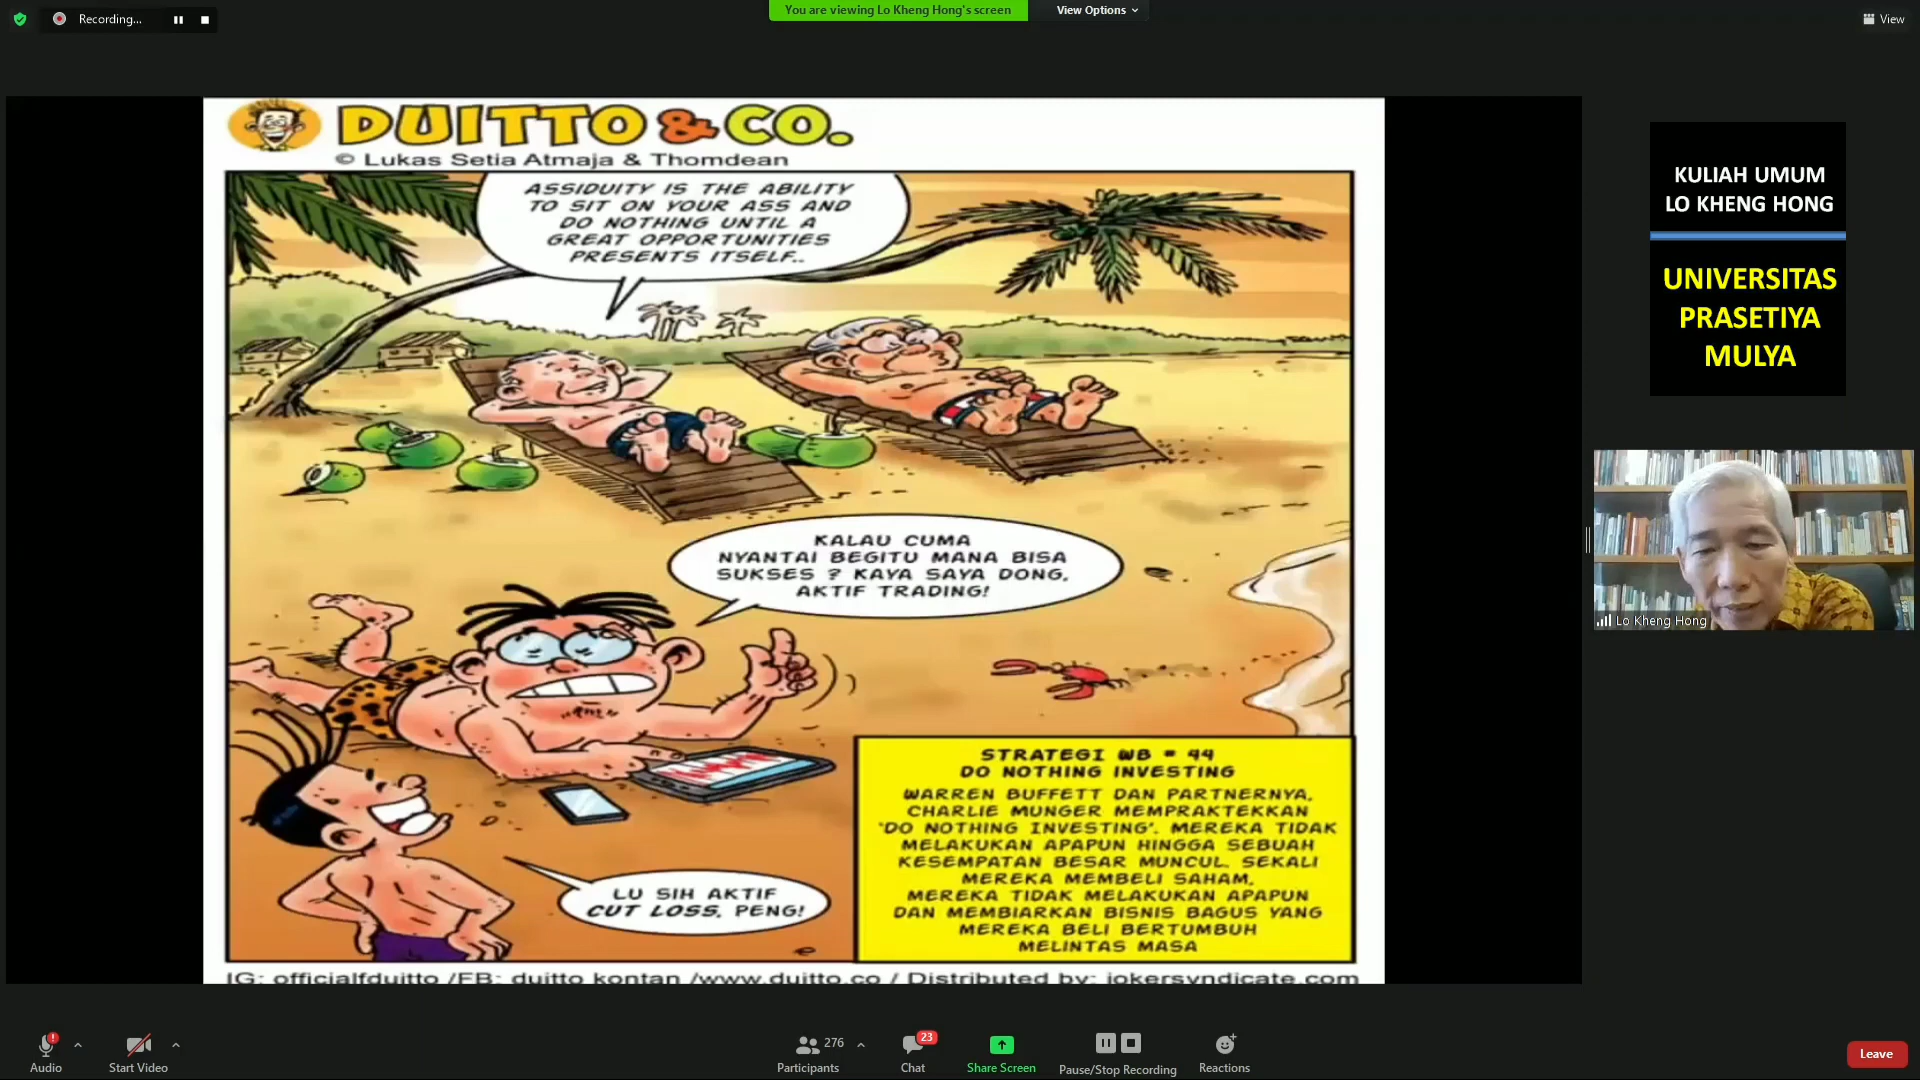 Recording...
You are viewing Lo Kheng Hong's screen
View Options
View
DUITTO & CO.
© Lukas Setia Atmaja & Thomdean
ASSIDUITY IS THE ABILITY
TO SIT ON YOUR ASS AND
DO NOTHING UNTIL A
GREAT OPPORTUNITIES
PRESENTS ITSELF..
KALAU CUMA
NYANTAI BEGITU MANA BISA
SUKSES ? KAYA SAYA DONG,
AKTIF TRADING!
LU SIH AKTIF
CUT LOSS, PENG!
STRATEGI WB # 44
DO NOTHING INVESTING
WARREN BUFFETT DAN PARTNERNYA,
CHARLIE MUNGER MEMPRAKTEKKAN
'DO NOTHING INVESTING'. MEREKA TIDAK
MELAKUKAN APAPUN HINGGA SEBUAH
KESEMPATAN BESAR MUNCUL. SEKALI
MEREKA MEMBELI SAHAM,
MEREKA TIDAK MELAKUKAN APAPUN
DAN MEMBIARKAN BISNIS BAGUS YANG
MEREKA BELI BERTUMBUH
MELINTAS MASA
IG: officialfduitto /FB: duitto kontan /www.duitto.co / Distributed by: jokersyndicate.com
KULIAH UMUM
LO KHENG HONG
UNIVERSITAS
PRASETIYA
MULYA
Lo Kheng Hong
Audio
Start Video
276
Participants
23
Chat
Share Screen
Pause/Stop Recording
Reactions
Leave